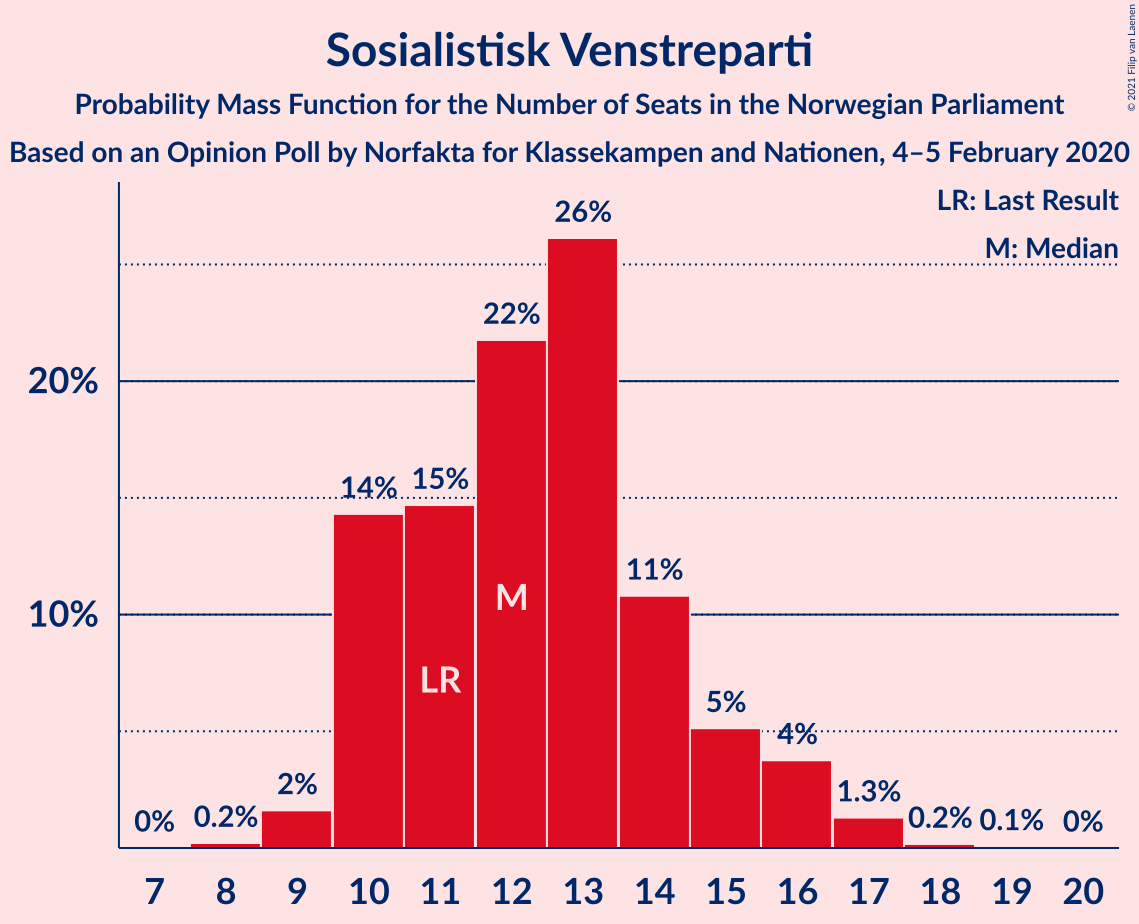 Sosialistisk Venstreparti
Probability Mass Function for the Number of Seats in the Norwegian Parliament
Based on an Opinion Poll by Norfakta for Klassekampen and Nationen, 4–5 February 2020
© 2021 Filip van Laenen
LR: Last Result
M: Median
26%
22%
20%
15%
14%
11%
M
10%
LR
5%
4%
2%
1.3%
0%
0.2%
0.2%
0.1%
0%
7 8 9 10 11 12 13 14 15 16 17 18 19 20